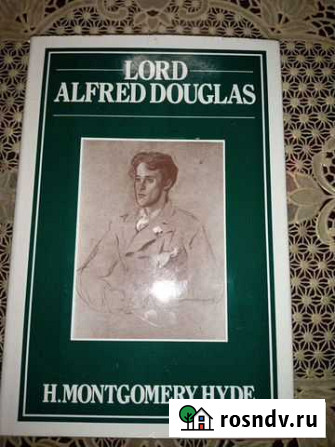 LORD
ALFRED DOUGLAS
H. MONTGOMERY HYDE
rosndv.ru